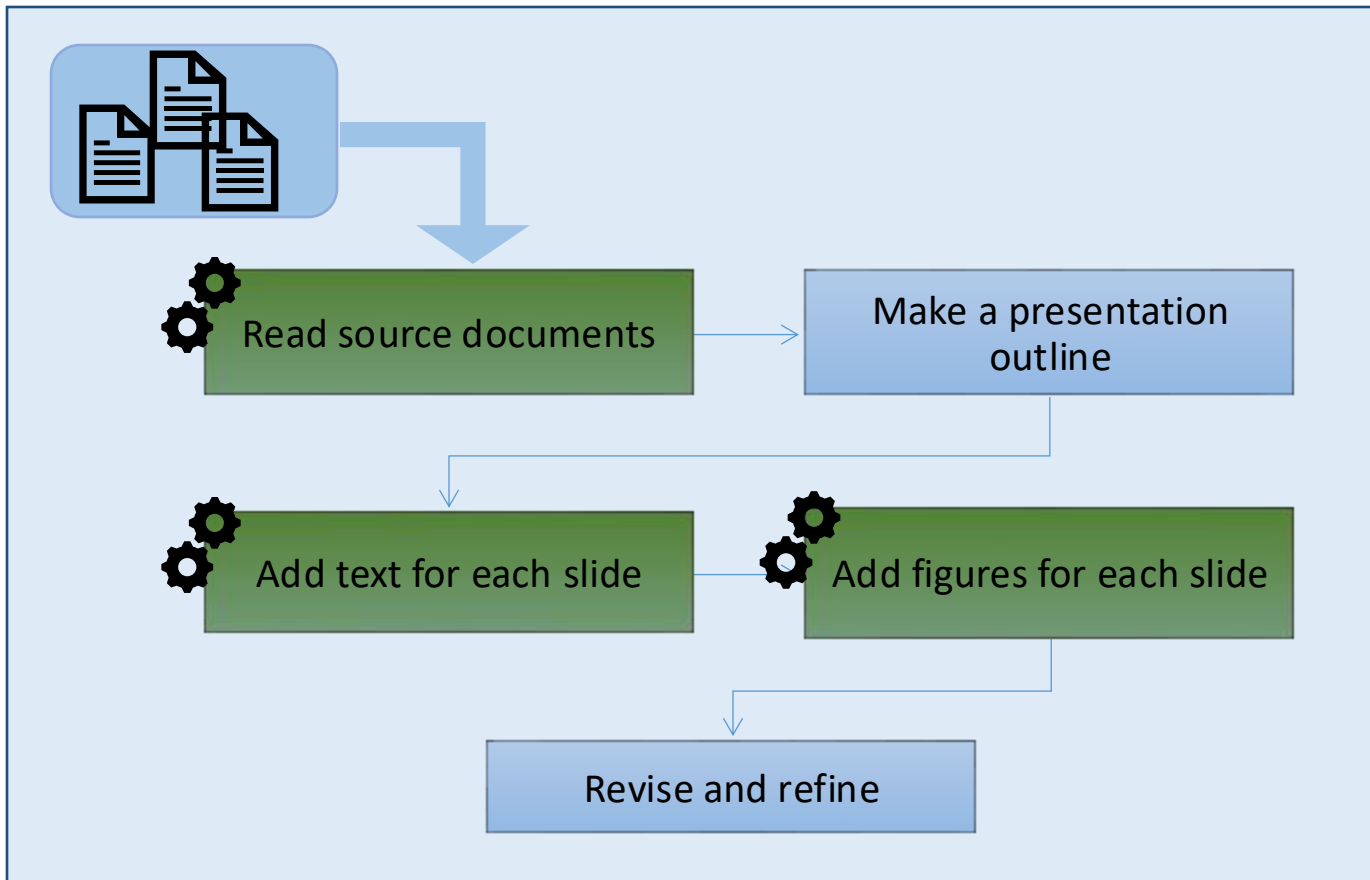 Read source documents
Make a presentation
outline
Add text for each slide
Add figures for each slide
Revise and refine